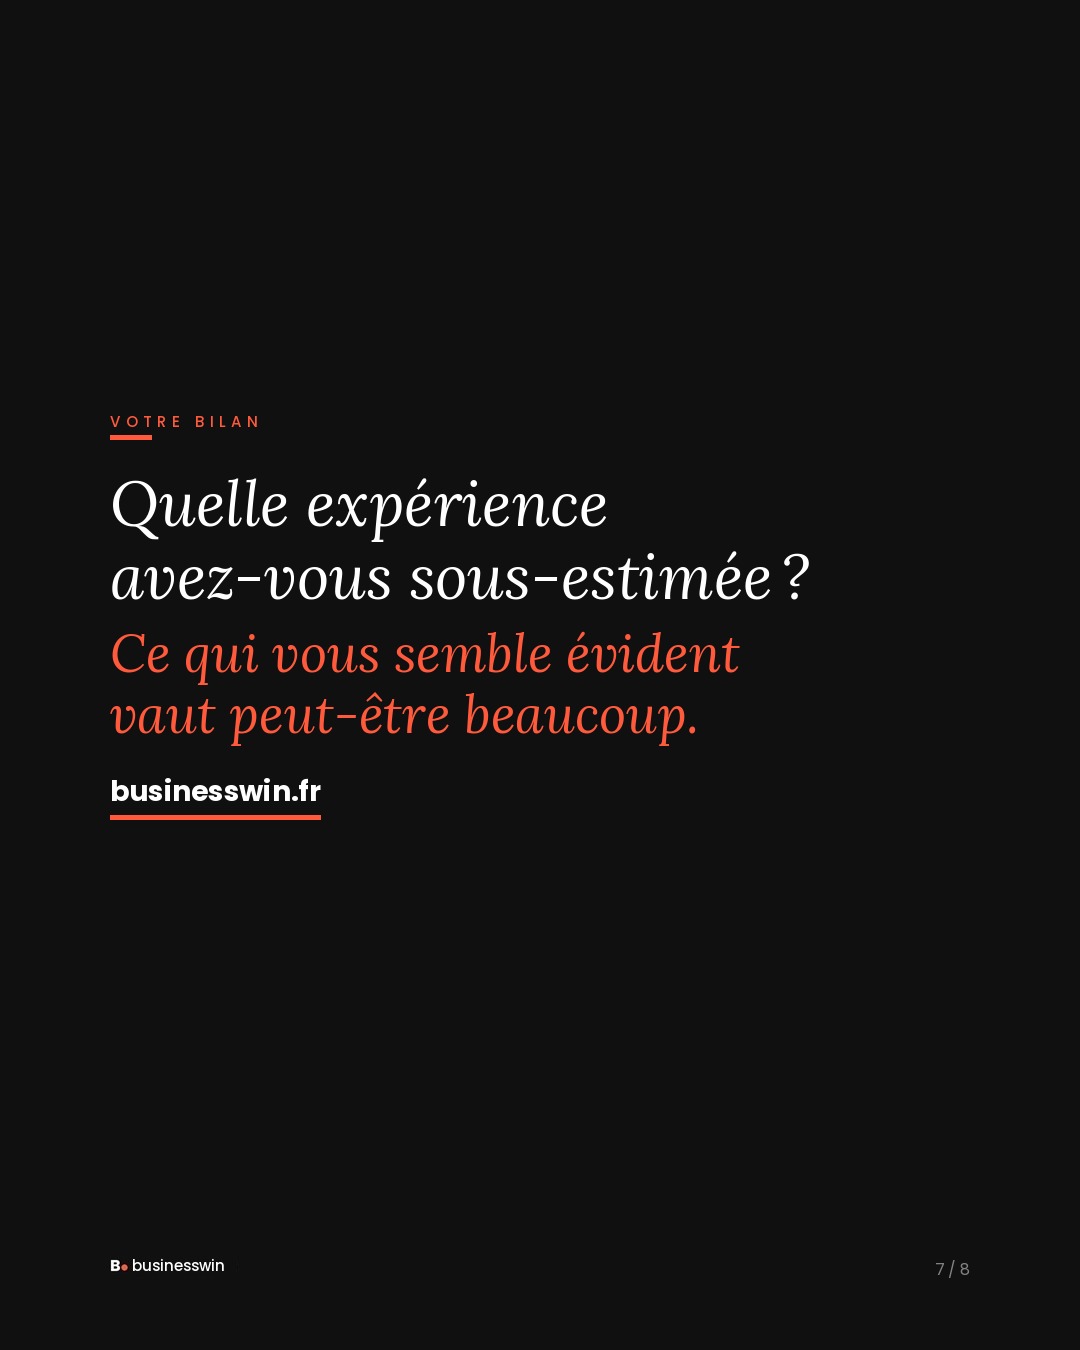 VOTRE BILAN
Quelle expérience
avez-vous sous-estimée ?
Ce qui vous semble évident
vaut peut-être beaucoup.
businesswin.fr
B• businesswin
7 / 8